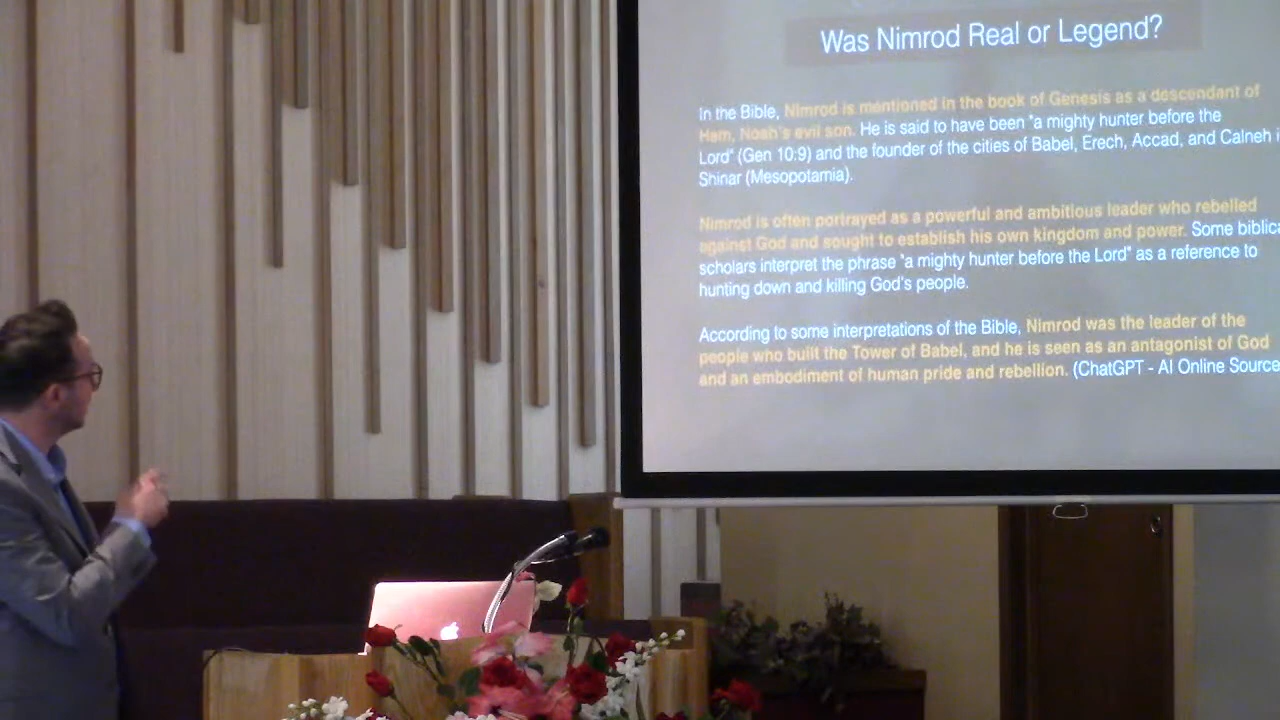 Was Nimrod Real or Legend?
In the Bible, Nimrod is mentioned in the book of Genesis as a descendant of
Ham, Noah's evil son. He is said to have been "a mighty hunter before the
Lord" (Gen 10:9) and the founder of the cities of Babel, Erech, Accad, and Calneh
Shinar (Mesopotamia).
Nimrod is often portrayed as a powerful and ambitious leader who rebelled
against God and sought to establish his own kingdom and power. Some biblica
scholars interpret the phrase "a mighty hunter before the Lord" as a reference to
hunting down and killing God's people.
According to some interpretations of the Bible, Nimrod was the leader of the
people who built the Tower of Babel, and he is seen as an antagonist of God
and an embodiment of human pride and rebellion. (ChatGPT - AI Online Source